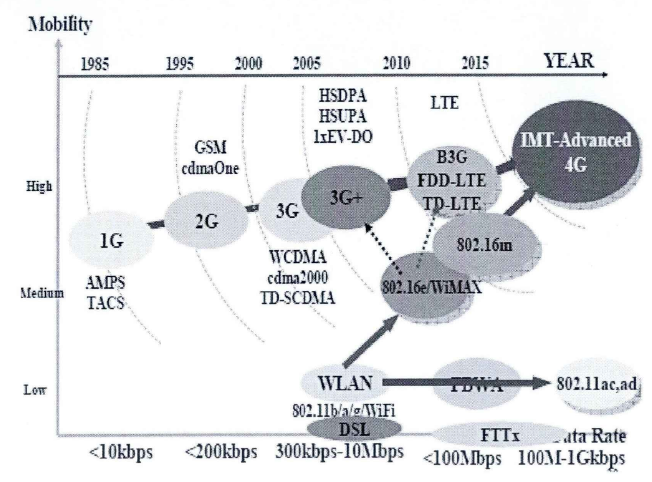 Mobility
1985 1995 2000 2005 2010 2015 YEAR
HSDPA
HSUPA
1xEV-DO
LTE
GSM
cdmaOne
IMT-Advanced
4G
B3G
FDD-LTE
TD-LTE
High
3G+
3G
2G
1G
802.16m
WCDMA
cdma2000
TD-SCDMA
AMPS
TACS
802.16e/WiMAX
Medium
Low
WLAN
802.11ac,ad
802.11b/a/g/WiFi
DSL
FTTx
ata Rate
<10kbps <200kbps 300kbps-10Mbps <100Mbps 100M-1Gkbps